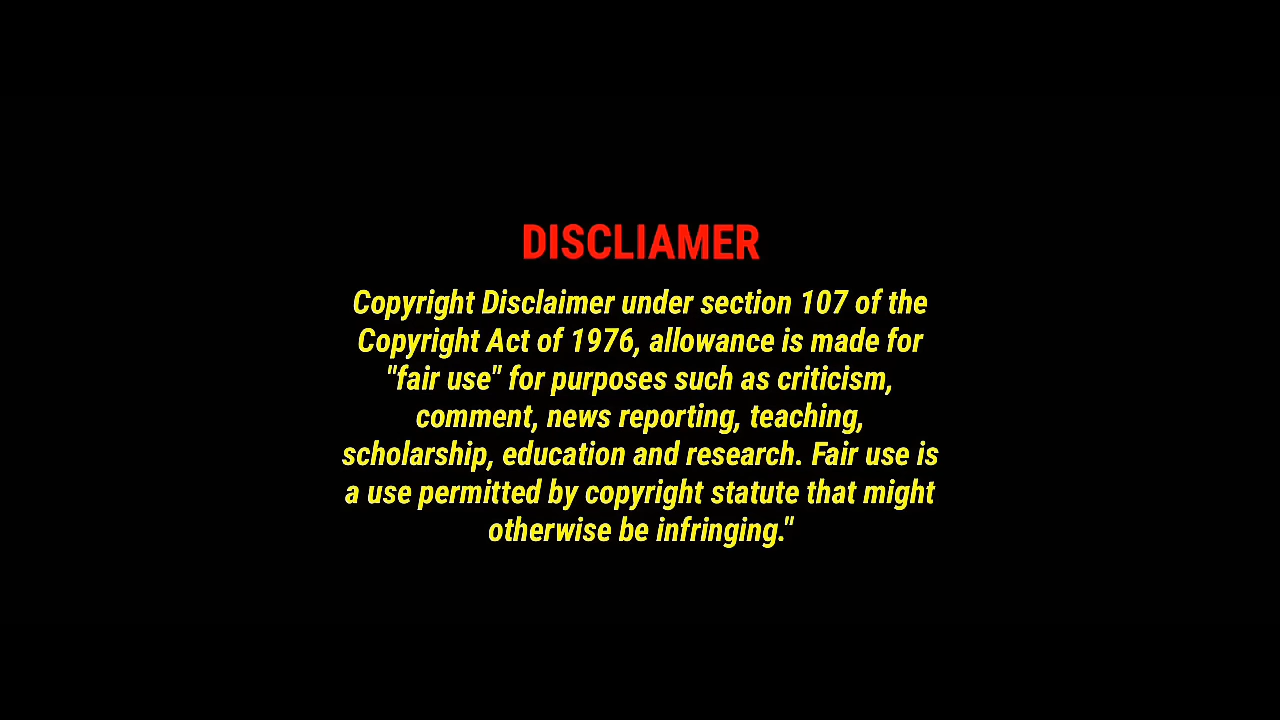 DISCLIAMER
Copyright Disclaimer under section 107 of the
Copyright Act of 1976, allowance is made for
"fair use" for purposes such as criticism,
comment, news reporting, teaching,
scholarship, education and research. Fair use is
a use permitted by copyright statute that might
otherwise be infringing."